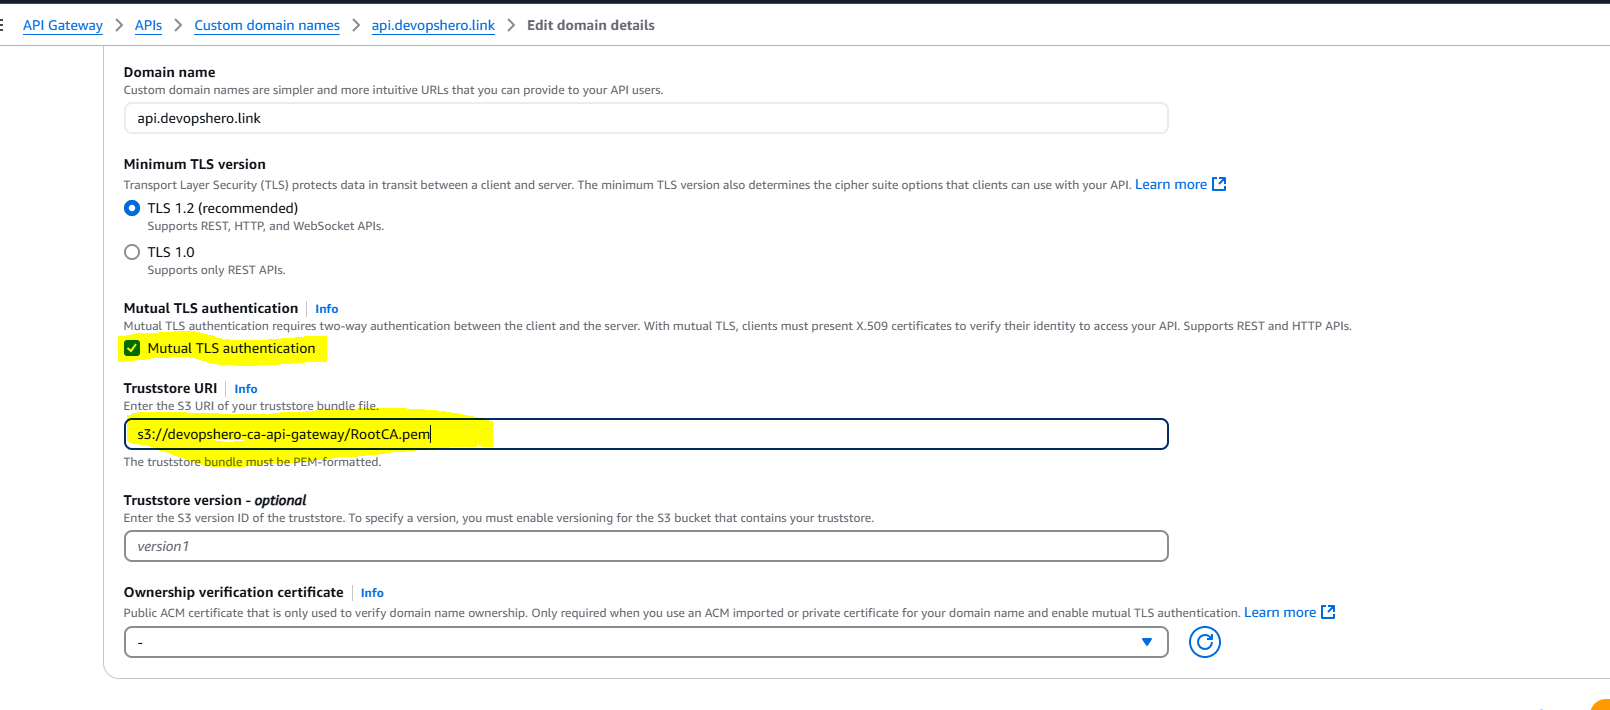 API Gateway > APIs > Custom domain names > api.devopshero.link > Edit domain details
Domain name
Custom domain names are simpler and more intuitive URLs that you can provide to your API users.
api.devopshero.link
Minimum TLS version
Transport Layer Security (TLS) protects data in transit between a client and server. The minimum TLS version also determines the cipher suite options that clients can use with your API. Learn more
TLS 1.2 (recommended)
Supports REST, HTTP, and WebSocket APIs.
TLS 1.0
Supports only REST APIs.
Mutual TLS authentication | Info
Mutual TLS authentication requires two-way authentication between the client and the server. With mutual TLS, clients must present X.509 certificates to verify their identity to access your API. Supports REST and HTTP APIs.
Mutual TLS authentication
Truststore URI | Info
Enter the S3 URI of your truststore bundle file.
s3://devopshero-ca-api-gateway/RootCA.pem
The truststore bundle must be PEM-formatted.
Truststore version - optional
Enter the S3 version ID of the truststore. To specify a version, you must enable versioning for the S3 bucket that contains your truststore.
version1
Ownership verification certificate | Info
Public ACM certificate that is only used to verify domain name ownership. Only required when you use an ACM imported or private certificate for your domain name and enable mutual TLS authentication. Learn more
-